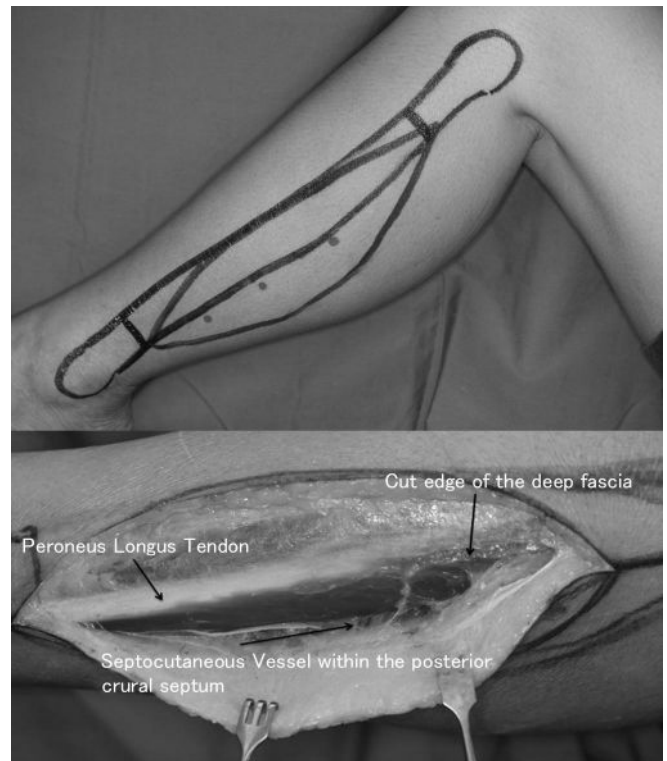 Cut edge of the deep fascia
Peroneus Longus Tendon
Septocutaneous Vessel within the posterior
crural septum